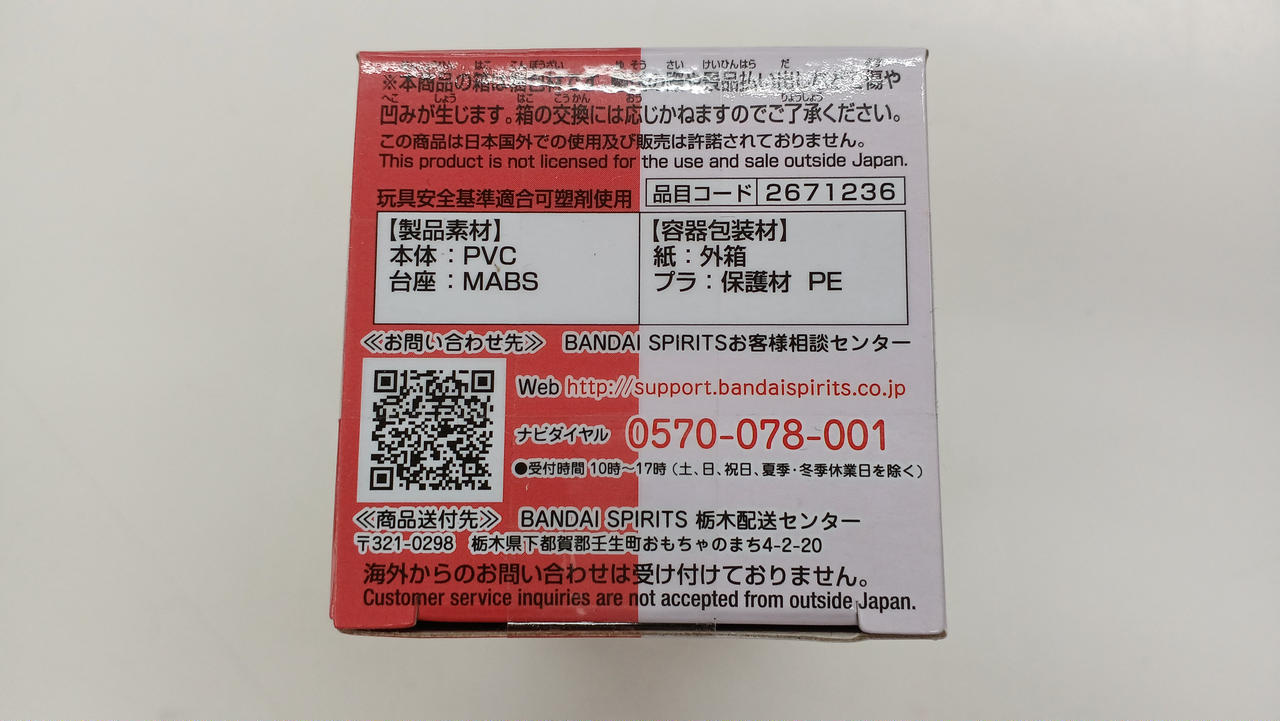 ※本商品の箱は梱包材です。
凹みが生じます。箱の交換には応じかねますのでご了承ください。
この商品は日本国外での使用及び販売は許諾されておりません。
This product is not licensed for the use and sale outside Japan.
玩具安全基準適合可塑剤使用
品目コード 2671236
【製品素材】
本体：PVC
台座：MABS
【容器包装材】
紙：外箱
プラ：保護材 PE
≪お問い合わせ先≫ BANDAI SPIRITSお客様相談センター
Web http://support.bandaispirits.co.jp
ナビダイヤル 0570-078-001
●受付時間 10時～17時（土、日、祝日、夏季・冬季休業日を除く）
≪商品送付先≫ BANDAI SPIRITS 栃木配送センター
〒321-0298 栃木県下都賀郡壬生町おもちゃのまち4-2-20
海外からのお問い合わせは受け付けておりません。
Customer service inquiries are not accepted from outside Japan.